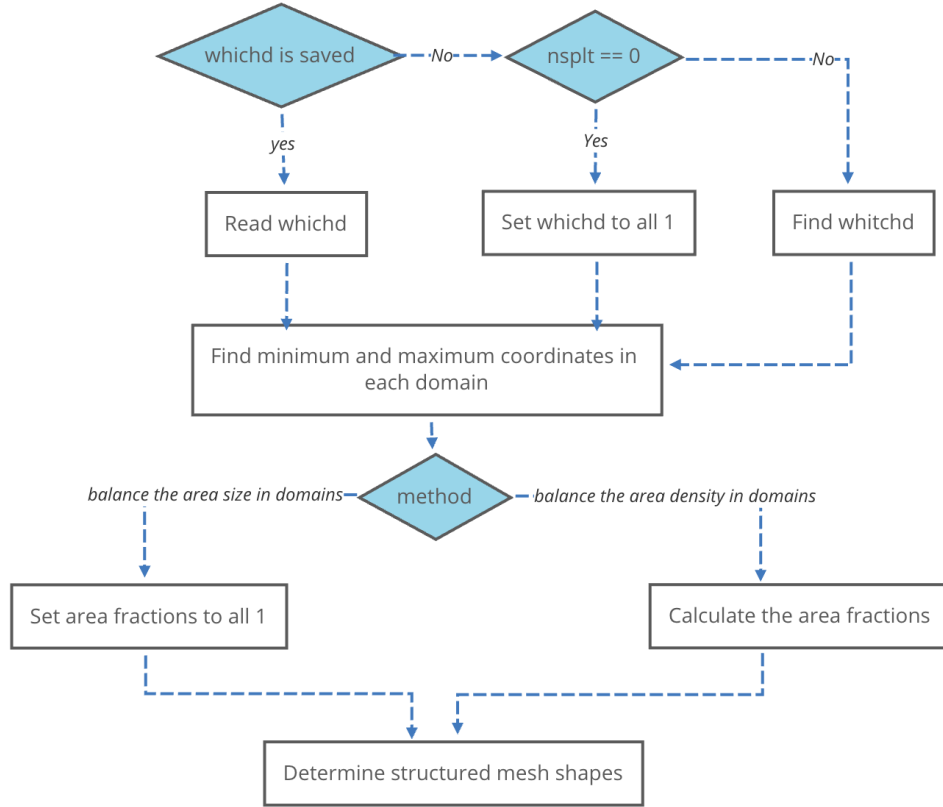 whichd is saved
No
nsplt == 0
No
yes
Yes
Read whichd
Set whichd to all 1
Find whitchd
Find minimum and maximum coordinates in
each domain
balance the area size in domains
method
balance the area density in domains
Set area fractions to all 1
Calculate the area fractions
Determine structured mesh shapes